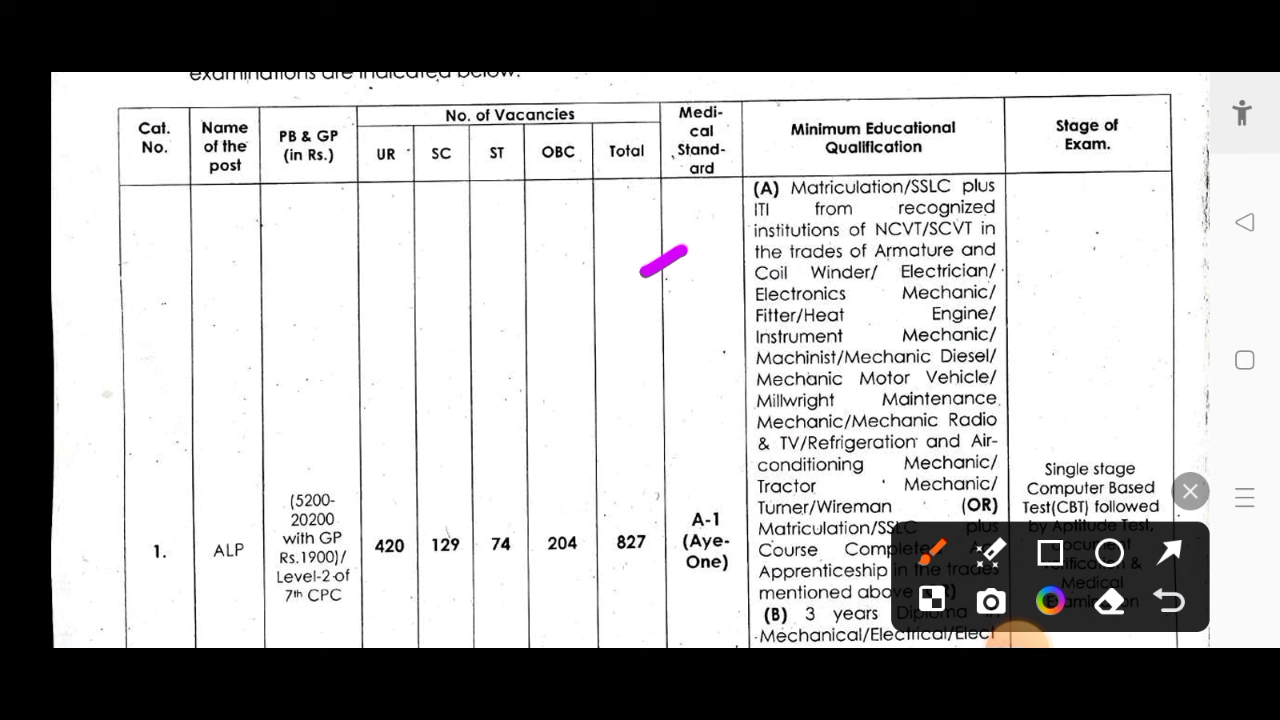 examinations are indicated below.
Cat. No.
Name of the post
PB & GP (in Rs.)
No. of Vacancies
UR
SC
ST
OBC
Total
Medi-
cal
Stand-
ard
Minimum Educational
Qualification
Stage of
Exam.
1.
ALP
(5200-
20200
with GP
Rs.1900)/
Level-2 of
7th CPC
420
129
74
204
827
A-1
(Aye-
One)
(A) Matriculation/SSLC plus
ITI from recognized
institutions of NCVT/SCVT in
the trades of Armature and
Coil Winder/ Electrician/
Electronics Mechanic/
Fitter/Heat Engine/
Instrument Mechanic/
Machinist/Mechanic Diesel/
Mechanic Motor Vehicle/
Millwright Maintenance
Mechanic/Mechanic Radio
& TV/Refrigeration and Air-
conditioning Mechanic/
Tractor Mechanic/
Turner/Wireman (OR)
Matriculation/SSLC plus
Course Completed
Apprenticeship in the trades
mentioned above
(B) 3 years Diploma in
Mechanical/Electrical/Elect
Single stage
Computer Based
Test(CBT) followed
by Aptitude Test,
Medical